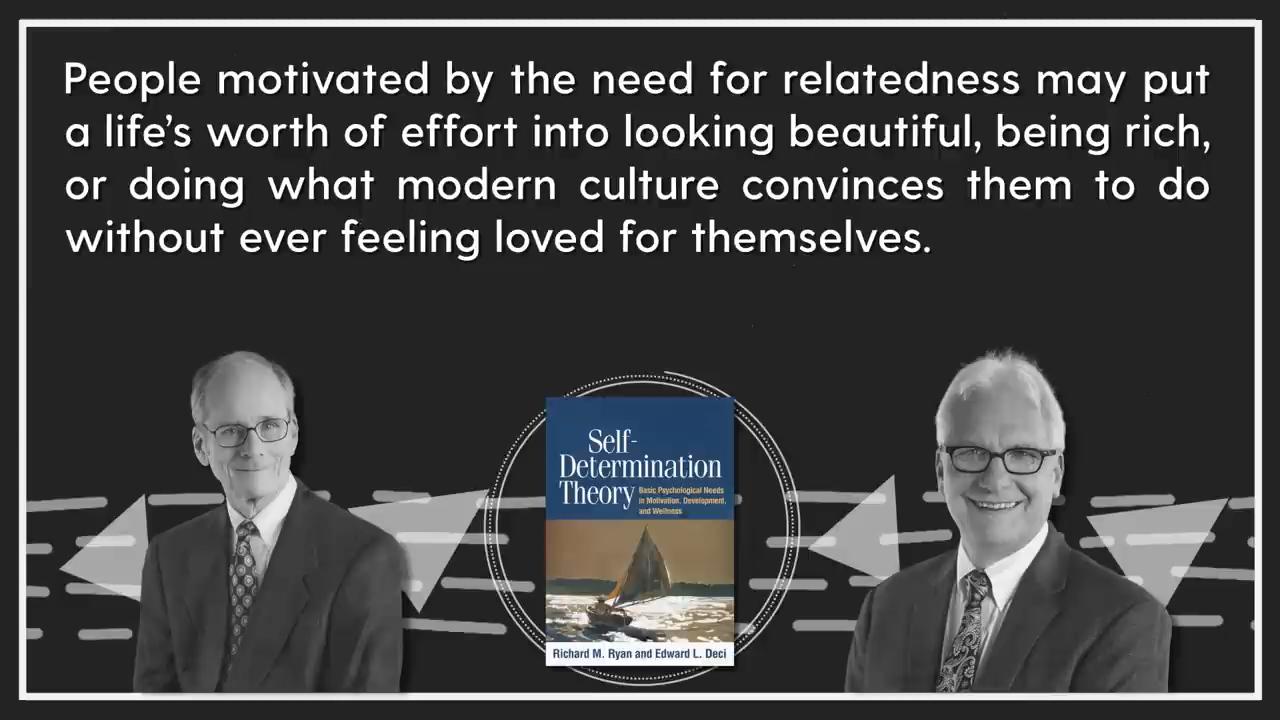 People motivated by the need for relatedness may put
a life's worth of effort into looking beautiful, being rich,
or doing what modern culture convinces them to do
without ever feeling loved for themselves.
Self-
Determination
Theory
Basic Psychological Needs
in Motivation, Development,
and Wellness
Richard M. Ryan and Edward L. Deci